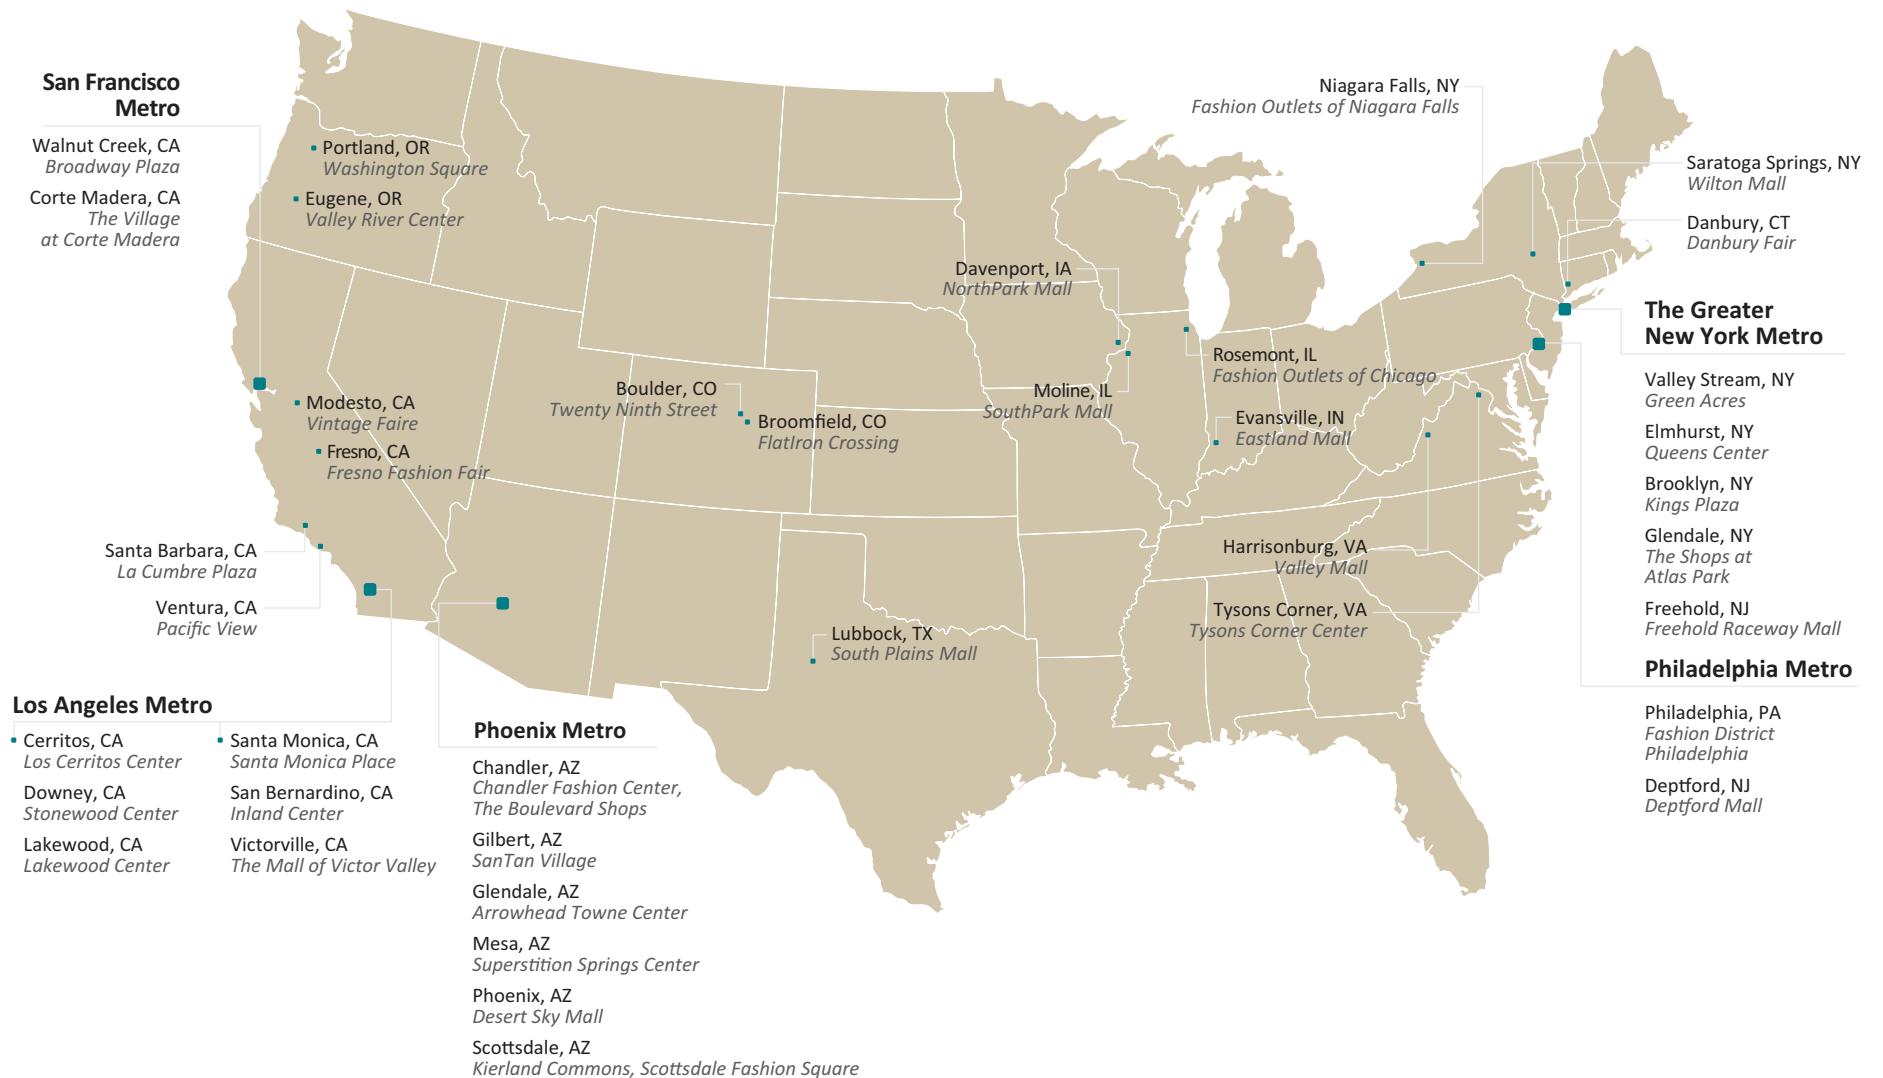 San Francisco
Metro
Walnut Creek, CA
Broadway Plaza
Corte Madera, CA
The Village
at Corte Madera
Portland, OR
Washington Square
Eugene, OR
Valley River Center
Modesto, CA
Vintage Faire
Fresno, CA
Fresno Fashion Fair
Santa Barbara, CA
La Cumbre Plaza
Ventura, CA
Pacific View
Los Angeles Metro
Cerritos, CA
Los Cerritos Center
Downey, CA
Stonewood Center
Lakewood, CA
Lakewood Center
Santa Monica, CA
Santa Monica Place
San Bernardino, CA
Inland Center
Victorville, CA
The Mall of Victor Valley
Phoenix Metro
Chandler, AZ
Chandler Fashion Center,
The Boulevard Shops
Gilbert, AZ
SanTan Village
Glendale, AZ
Arrowhead Towne Center
Mesa, AZ
Superstition Springs Center
Phoenix, AZ
Desert Sky Mall
Scottsdale, AZ
Kierland Commons, Scottsdale Fashion Square
Boulder, CO
Twenty Ninth Street
Broomfield, CO
FlatIron Crossing
Lubbock, TX
South Plains Mall
Davenport, IA
NorthPark Mall
Moline, IL
SouthPark Mall
Rosemont, IL
Fashion Outlets of Chicago
Evansville, IN
Eastland Mall
Harrisonburg, VA
Valley Mall
Tysons Corner, VA
Tysons Corner Center
Niagara Falls, NY
Fashion Outlets of Niagara Falls
Saratoga Springs, NY
Wilton Mall
Danbury, CT
Danbury Fair
The Greater
New York Metro
Valley Stream, NY
Green Acres
Elmhurst, NY
Queens Center
Brooklyn, NY
Kings Plaza
Glendale, NY
The Shops at
Atlas Park
Freehold, NJ
Freehold Raceway Mall
Philadelphia Metro
Philadelphia, PA
Fashion District
Philadelphia
Deptford, NJ
Deptford Mall